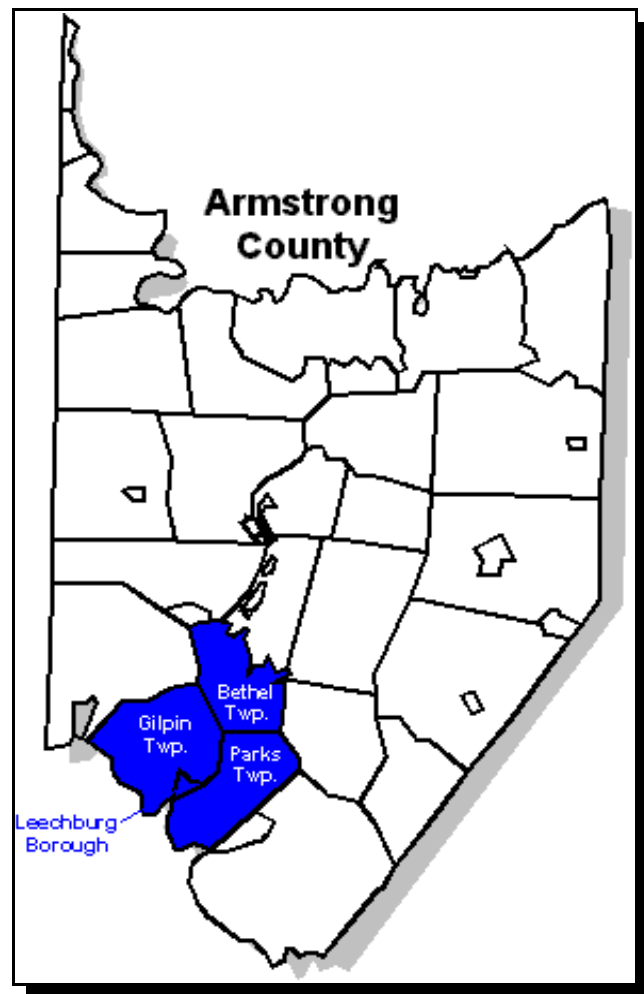 Armstrong
County
Bethel
Twp.
Gilpin
Twp.
Parks
Twp.
Leechburg
Borough